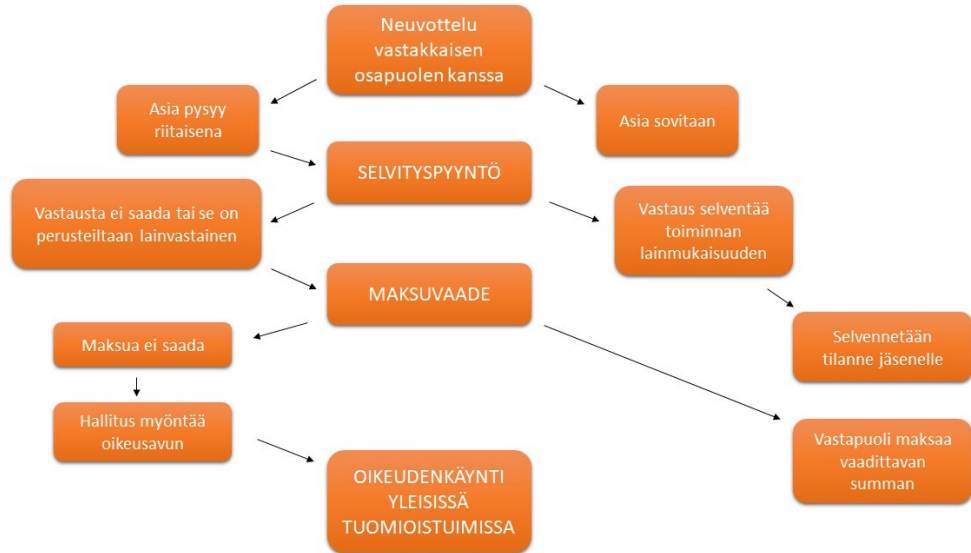 Neuvottelu
vastakkaisen
osapuolen kanssa
Asia pysyy
riitaisena
Asia sovitaan
SELVITYSPYYNTÖ
Vastausta ei saada tai se on
perusteiltaan lainvastainen
Vastaus selventää
toiminnan
lainmukaisuuden
MAKSUVAADE
Maksua ei saada
Selvennetään
tilanne jäsenelle
Hallitus myöntää
oikeusavun
Vastapuoli maksaa
vaadittavan
summan
OIKEUDENKÄYNTI
YLEISISSÄ
TUOMIOISTUIMISSA